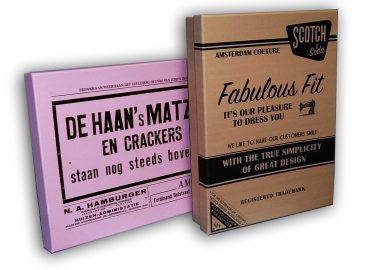 DE HAAN's MATZ
EN CRACKERS
staan nog steeds bove
N. A. HAMBURGER
HUIZEN-ADMINISTRATIE
AM
SCOTCH
& Soda
AMSTERDAM COUTURE
Fabulous Fit
IT'S OUR PLEASURE
TO DRESS YOU
WE LIKE TO MAKE OUR CUSTOMERS SMILE
WITH THE TRUE SIMPLICITY
OF GREAT DESIGN
REGISTERED TRADEMARK